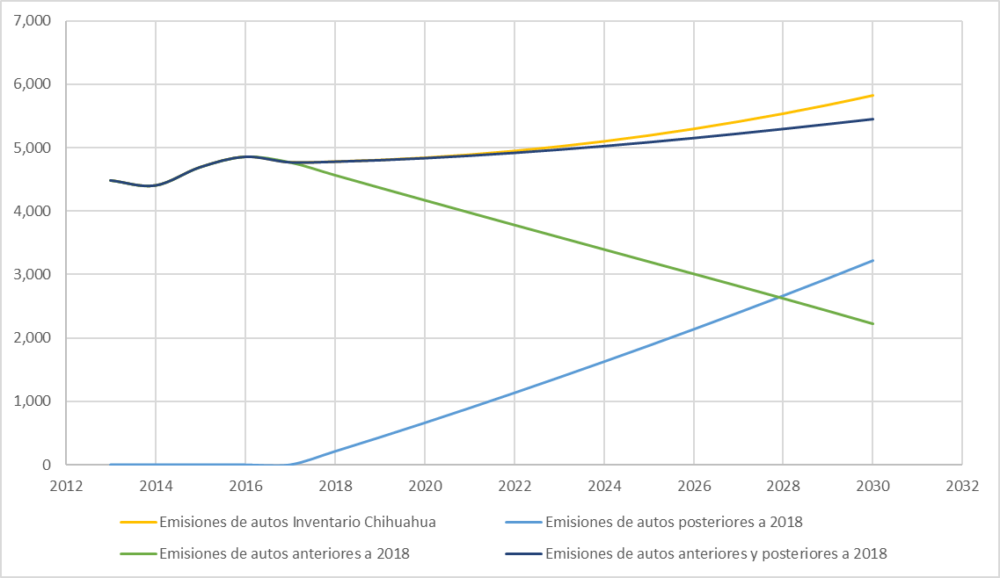 7,000
6,000
5,000
4,000
3,000
2,000
1,000
0
2012 2014 2016 2018 2020 2022 2024 2026 2028 2030 2032
Emisiones de autos Inventario Chihuahua Emisiones de autos posteriores a 2018
Emisiones de autos anteriores a 2018 Emisiones de autos anteriores y posteriores a 2018